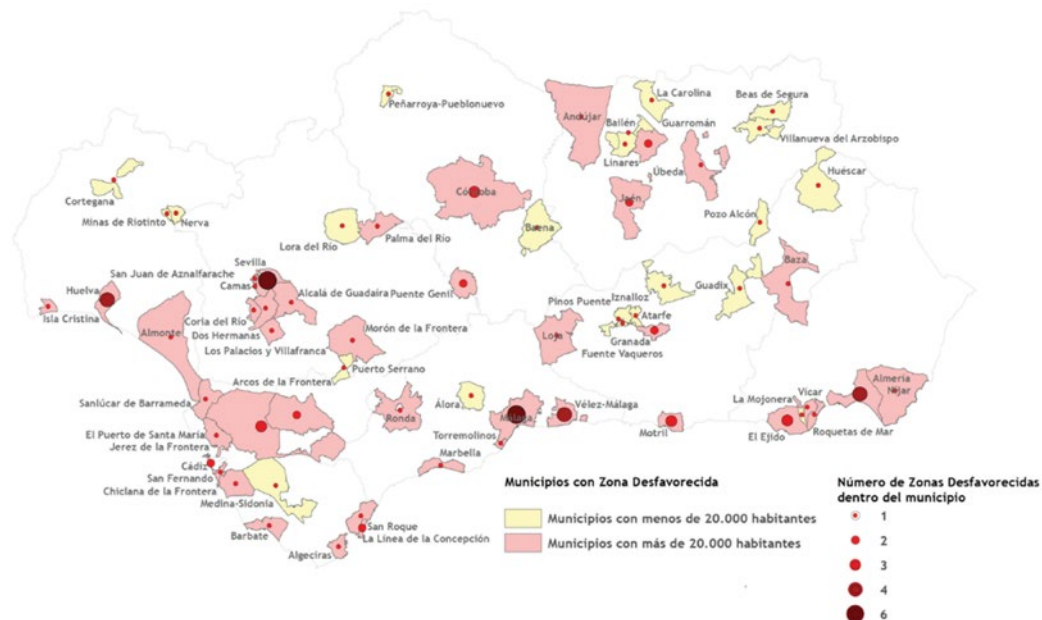 Peñarroya-Pueblonuevo
La Carolina
Beas de Segura
Andújar
Bailén
Guarromán
Villanueva del Arzobispo
Linares
Úbeda
Huéscar
Cortegana
Córdoba
Jaén
Minas de Riotinto
Nerva
Pozo Alcón
Lora del Río
Palma del Río
Baena
Sevilla
San Juan de Aznalfarache
Camas
Baza
Huelva
Alcalá de Guadaíra
Puente Genil
Guadix
Isla Cristina
Coria del Río
Pinos Puente
Iznalloz
Atarfe
Almonte
Dos Hermanas
Morón de la Frontera
Loja
Granada
Los Palacios y Villafranca
Fuente Vaqueros
Puerto Serrano
Arcos de la Frontera
Almería
Níjar
Sanlúcar de Barrameda
Álora
Vélez-Málaga
La Mojonera
Vícar
Ronda
Málaga
El Puerto de Santa María
Torremolinos
Motril
El Ejido
Roquetas de Mar
Jerez de la Frontera
Marbella
Cádiz
San Fernando
Chiclana de la Frontera
Medina-Sidonia
Barbate
San Roque
La Línea de la Concepción
Algeciras
Municipios con Zona Desfavorecida
Municipios con menos de 20.000 habitantes
Municipios con más de 20.000 habitantes
Número de Zonas Desfavorecidas
dentro del municipio
1
2
3
4
6